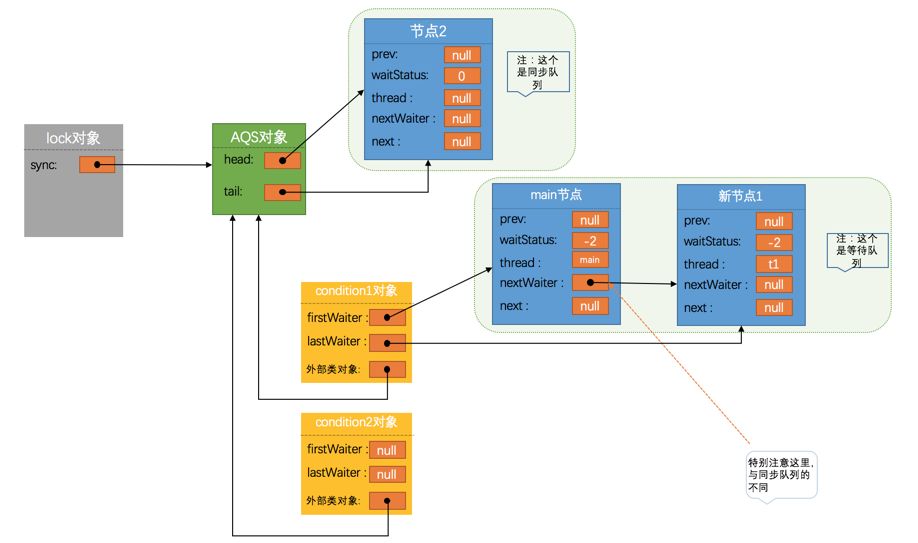 lock对象
sync:
AQS对象
head:
tail:
节点2
prev:
null
waitStatus:
0
thread :
null
nextWaiter :
null
next :
null
注：这个
是同步队
列
main节点
prev:
null
waitStatus:
-2
thread :
main
nextWaiter :
next :
null
新节点1
prev:
null
waitStatus:
-2
thread :
t1
nextWaiter :
null
next :
null
注：这个
是等待队
列
condition1对象
firstWaiter :
lastWaiter :
外部类对象:
condition2对象
firstWaiter :
null
lastWaiter :
null
外部类对象:
特别注意这里,
与同步队列的
不同